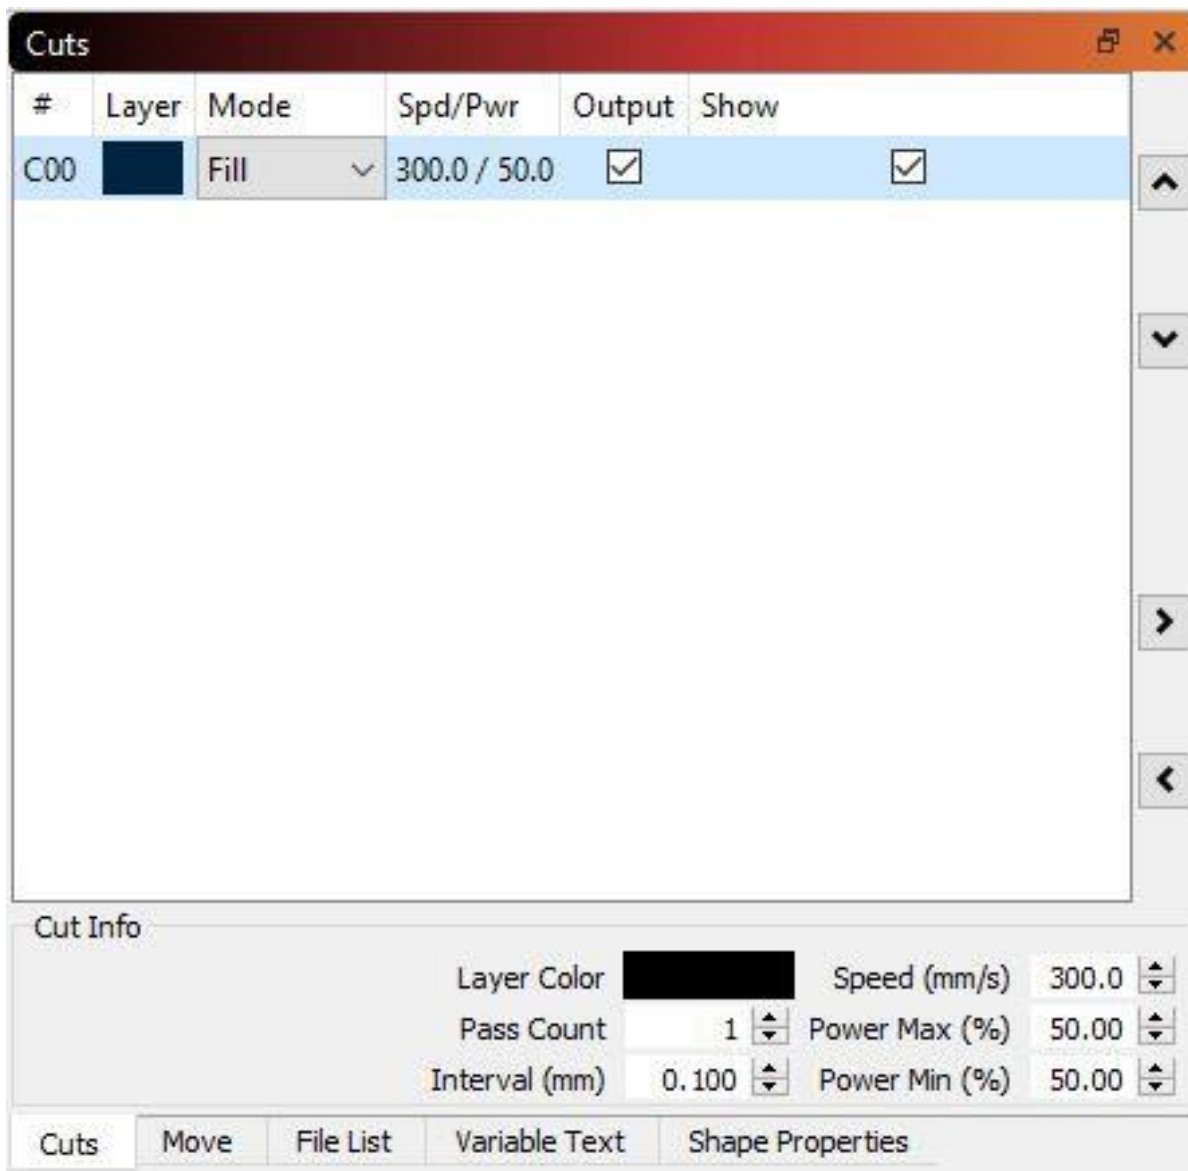 Cuts
# Layer Mode Spd/Pwr Output Show
C00 Fill 300.0 / 50.0
Cut Info
Layer Color Speed (mm/s) 300.0
Pass Count 1 Power Max (%) 50.00
Interval (mm) 0.100 Power Min (%) 50.00
Cuts Move File List Variable Text Shape Properties